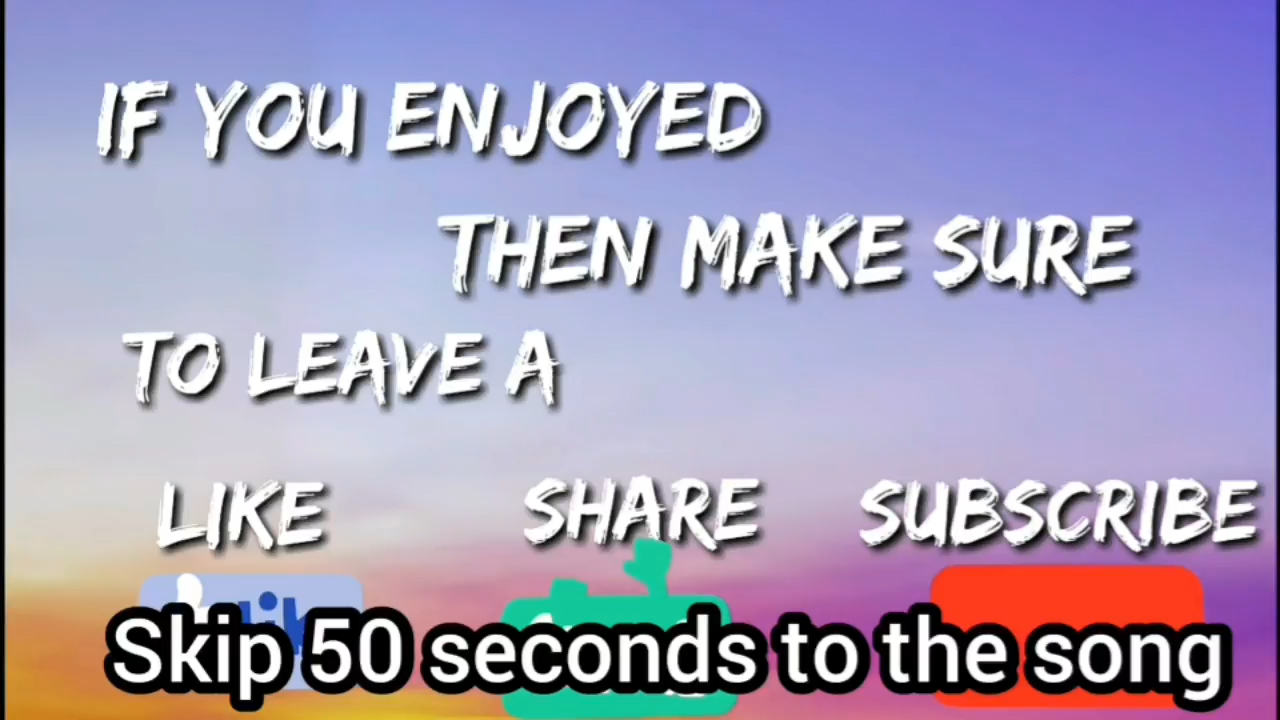 IF YOU ENJOYED
THEN MAKE SURE
TO LEAVE A
LIKE SHARE SUBSCRIBE
Skip 50 seconds to the song